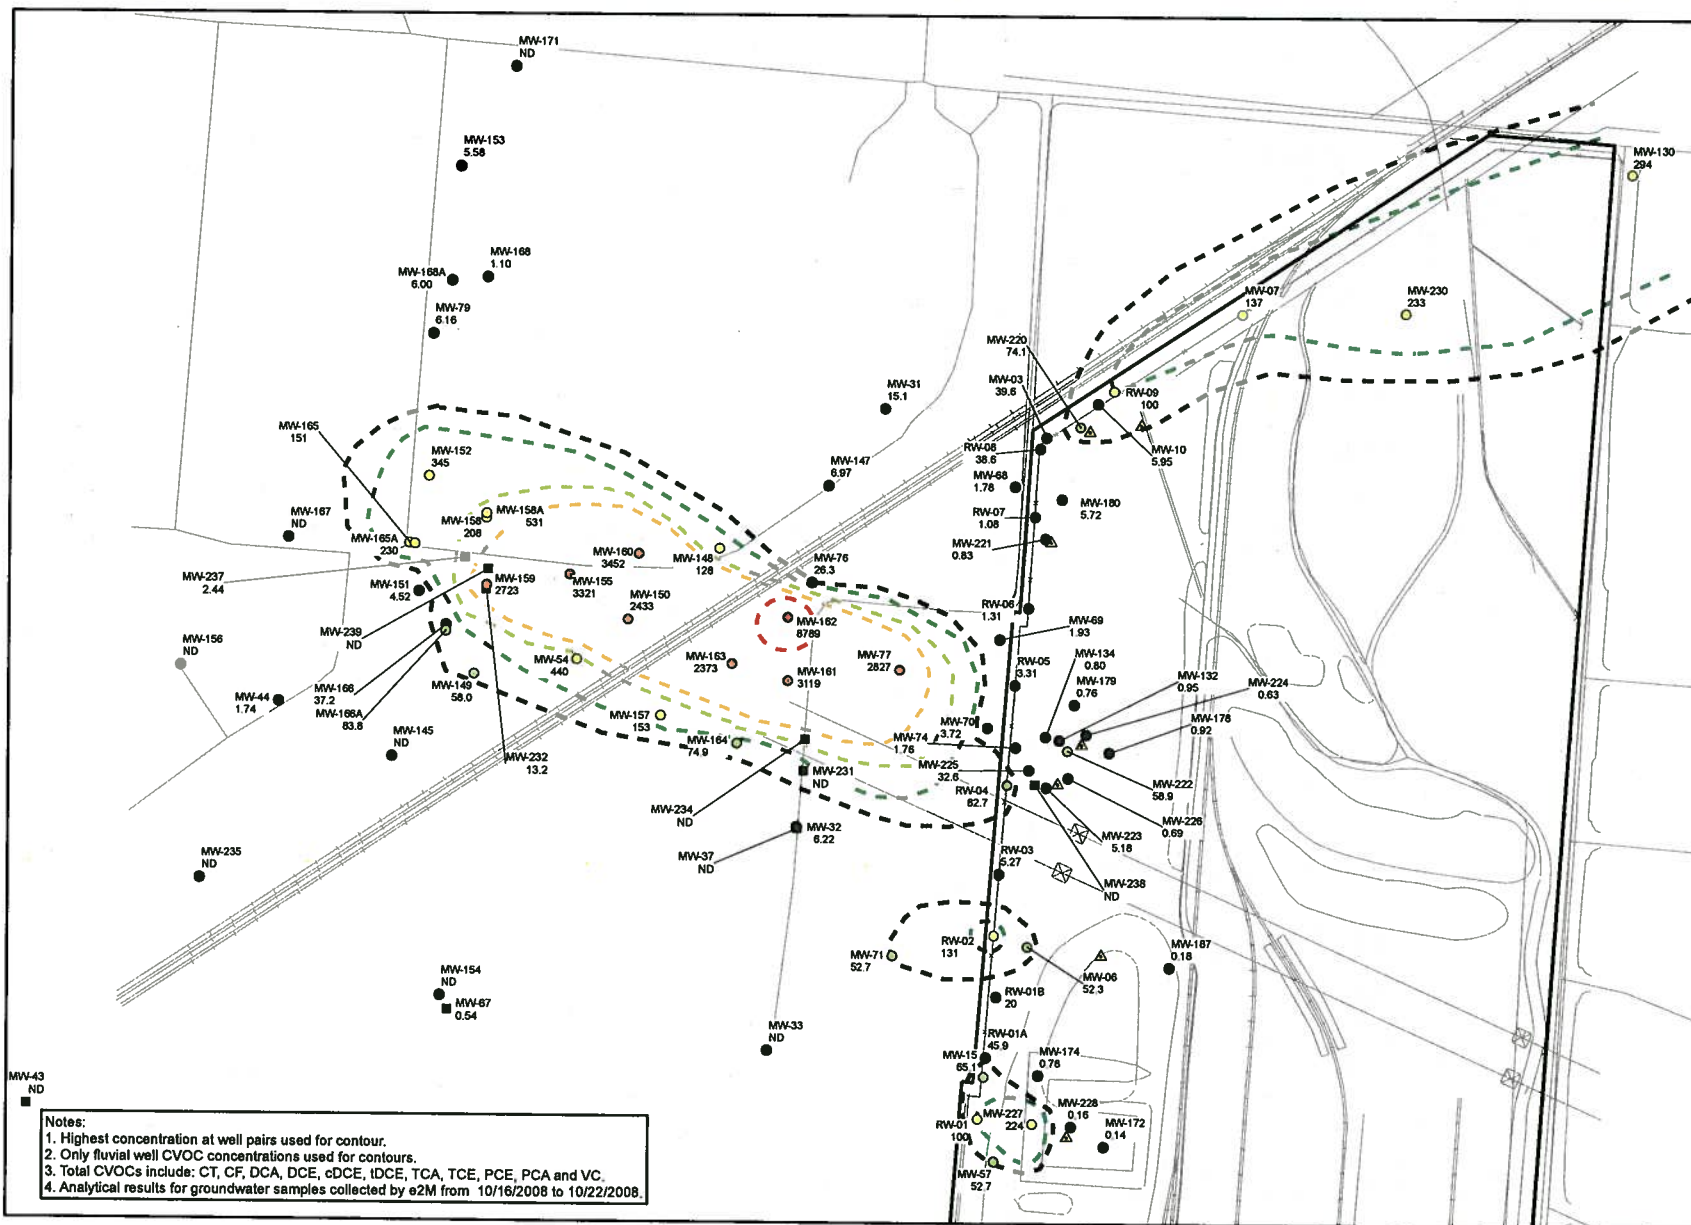 MW-171
ND
MW-153
5.58
MW-130
294
MW-168
1.10
MW-168A
6.00
MW-79
6.16
MW-07
137
MW-230
233
MW-220
74.1
MW-03
39.6
MW-31
15.1
RW-09
100
MW-165
151
MW-152
345
MW-147
6.97
RW-08
38.6
MW-10
5.95
MW-68
1.78
MW-180
5.72
MW-167
ND
MW-158
208
MW-158A
531
RW-07
1.08
MW-165A
230
MW-160
3452
MW-148
128
MW-76
26.3
MW-221
0.83
MW-237
2.44
MW-151
4.52
MW-159
2723
MW-155
3321
MW-150
2433
RW-06
1.31
MW-239
ND
MW-162
8789
MW-69
1.93
MW-156
ND
MW-54
440
MW-163
2373
MW-161
3119
MW-77
2827
RW-05
3.31
MW-134
0.80
MW-179
0.76
MW-132
0.95
MW-224
0.63
MW-44
1.74
MW-166
37.2
MW-166A
83.8
MW-149
58.0
MW-157
153
MW-164
74.9
MW-70
3.72
MW-74
1.76
MW-178
0.92
MW-145
ND
MW-232
13.2
MW-231
ND
MW-225
32.6
RW-04
82.7
MW-222
58.9
MW-234
ND
MW-32
6.22
MW-226
0.69
MW-223
5.18
MW-235
ND
MW-37
ND
RW-03
5.27
MW-238
ND
MW-71
52.7
RW-02
131
MW-06
52.3
MW-187
0.18
MW-154
ND
MW-67
0.54
RW-01B
20
MW-33
ND
RW-01A
45.9
MW-15
65.1
MW-174
0.76
MW-43
ND
MW-227
224
RW-01
100
MW-228
0.16
MW-172
0.14
MW-57
52.7
Notes:
1. Highest concentration at well pairs used for contour.
2. Only fluvial well CVOC concentrations used for contours.
3. Total CVOCs include: CT, CF, DCA, DCE, cDCE, tDCE, TCA, TCE, PCE, PCA and VC.
4. Analytical results for groundwater samples collected by e2M from 10/16/2008 to 10/22/2008.